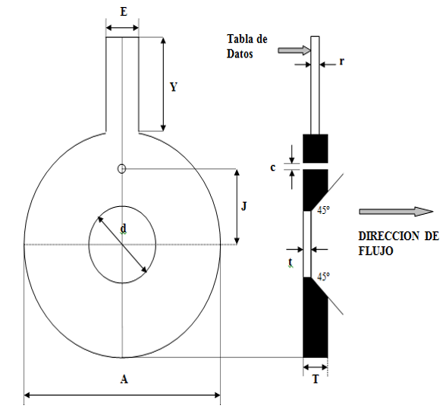 E
Tabla de
Datos
r
Y
c
J
45º
d
DIRECCION DE
FLUJO
t
45º
A
T